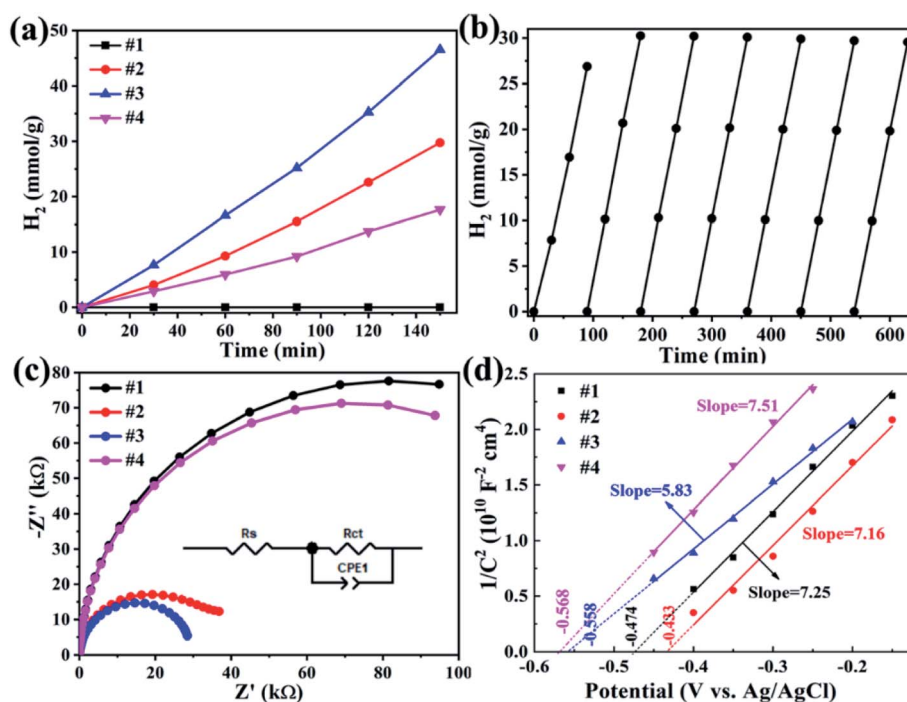 (a)
#1
#2
#3
#4
H2 (mmol/g)
50
40
30
20
10
0
0 20 40 60 80 100 120 140
Time (min)
(b)
H2 (mmol/g)
30
25
20
15
10
5
0
0 100 200 300 400 500 600
Time (min)
(c)
#1
#2
#3
#4
-Z'' (kΩ)
80
70
60
50
40
30
20
10
0
Rs
Rct
CPE1
0 20 40 60 80 100
Z' (kΩ)
(d)
#1
#2
#3
#4
1/C² (10¹⁰ F⁻² cm⁴)
2.5
2.0
1.5
1.0
0.5
0.0
Slope=7.51
Slope=5.83
Slope=7.16
Slope=7.25
-0.568
-0.558
-0.474
-0.433
-0.6 -0.5 -0.4 -0.3 -0.2
Potential (V vs. Ag/AgCl)